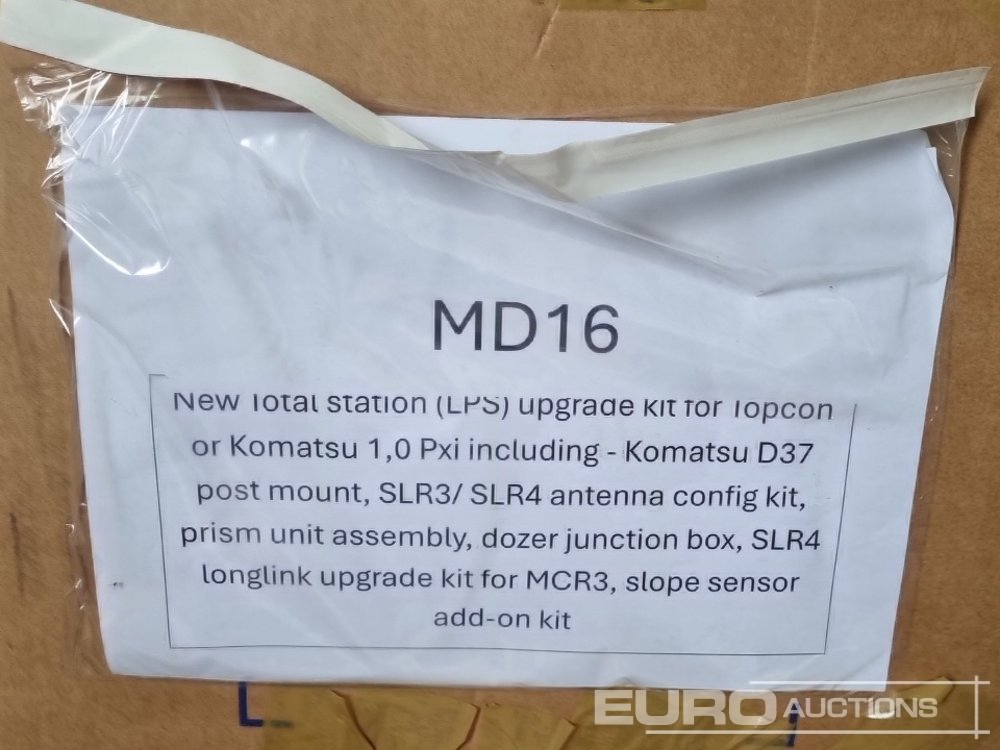 MD16
New Total station (LPS) upgrade kit for Topcon
or Komatsu 1,0 Pxi including - Komatsu D37
post mount, SLR3/ SLR4 antenna config kit,
prism unit assembly, dozer junction box, SLR4
longlink upgrade kit for MCR3, slope sensor
add-on kit
L
EURO AUCTIONS